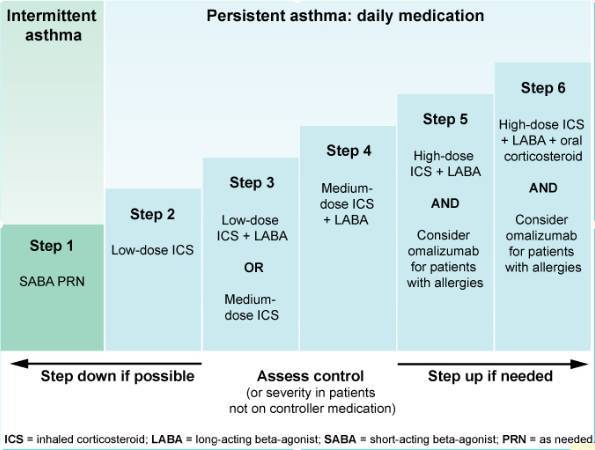 Intermittent
asthma
Persistent asthma: daily medication
Step 1
SABA PRN
Step 2
Low-dose ICS
Step 3
Low-dose
ICS + LABA
OR
Medium-
dose ICS
Step 4
Medium-
dose ICS
+ LABA
Step 5
High-dose
ICS + LABA
AND
Consider
omalizumab
for patients
with allergies
Step 6
High-dose ICS
+ LABA + oral
corticosteroid
AND
Consider
omalizumab
for patients
with allergies
Step down if possible
Assess control
(or severity in patients
not on controller medication)
Step up if needed
ICS = inhaled corticosteroid; LABA = long-acting beta-agonist; SABA = short-acting beta-agonist; PRN = as needed.